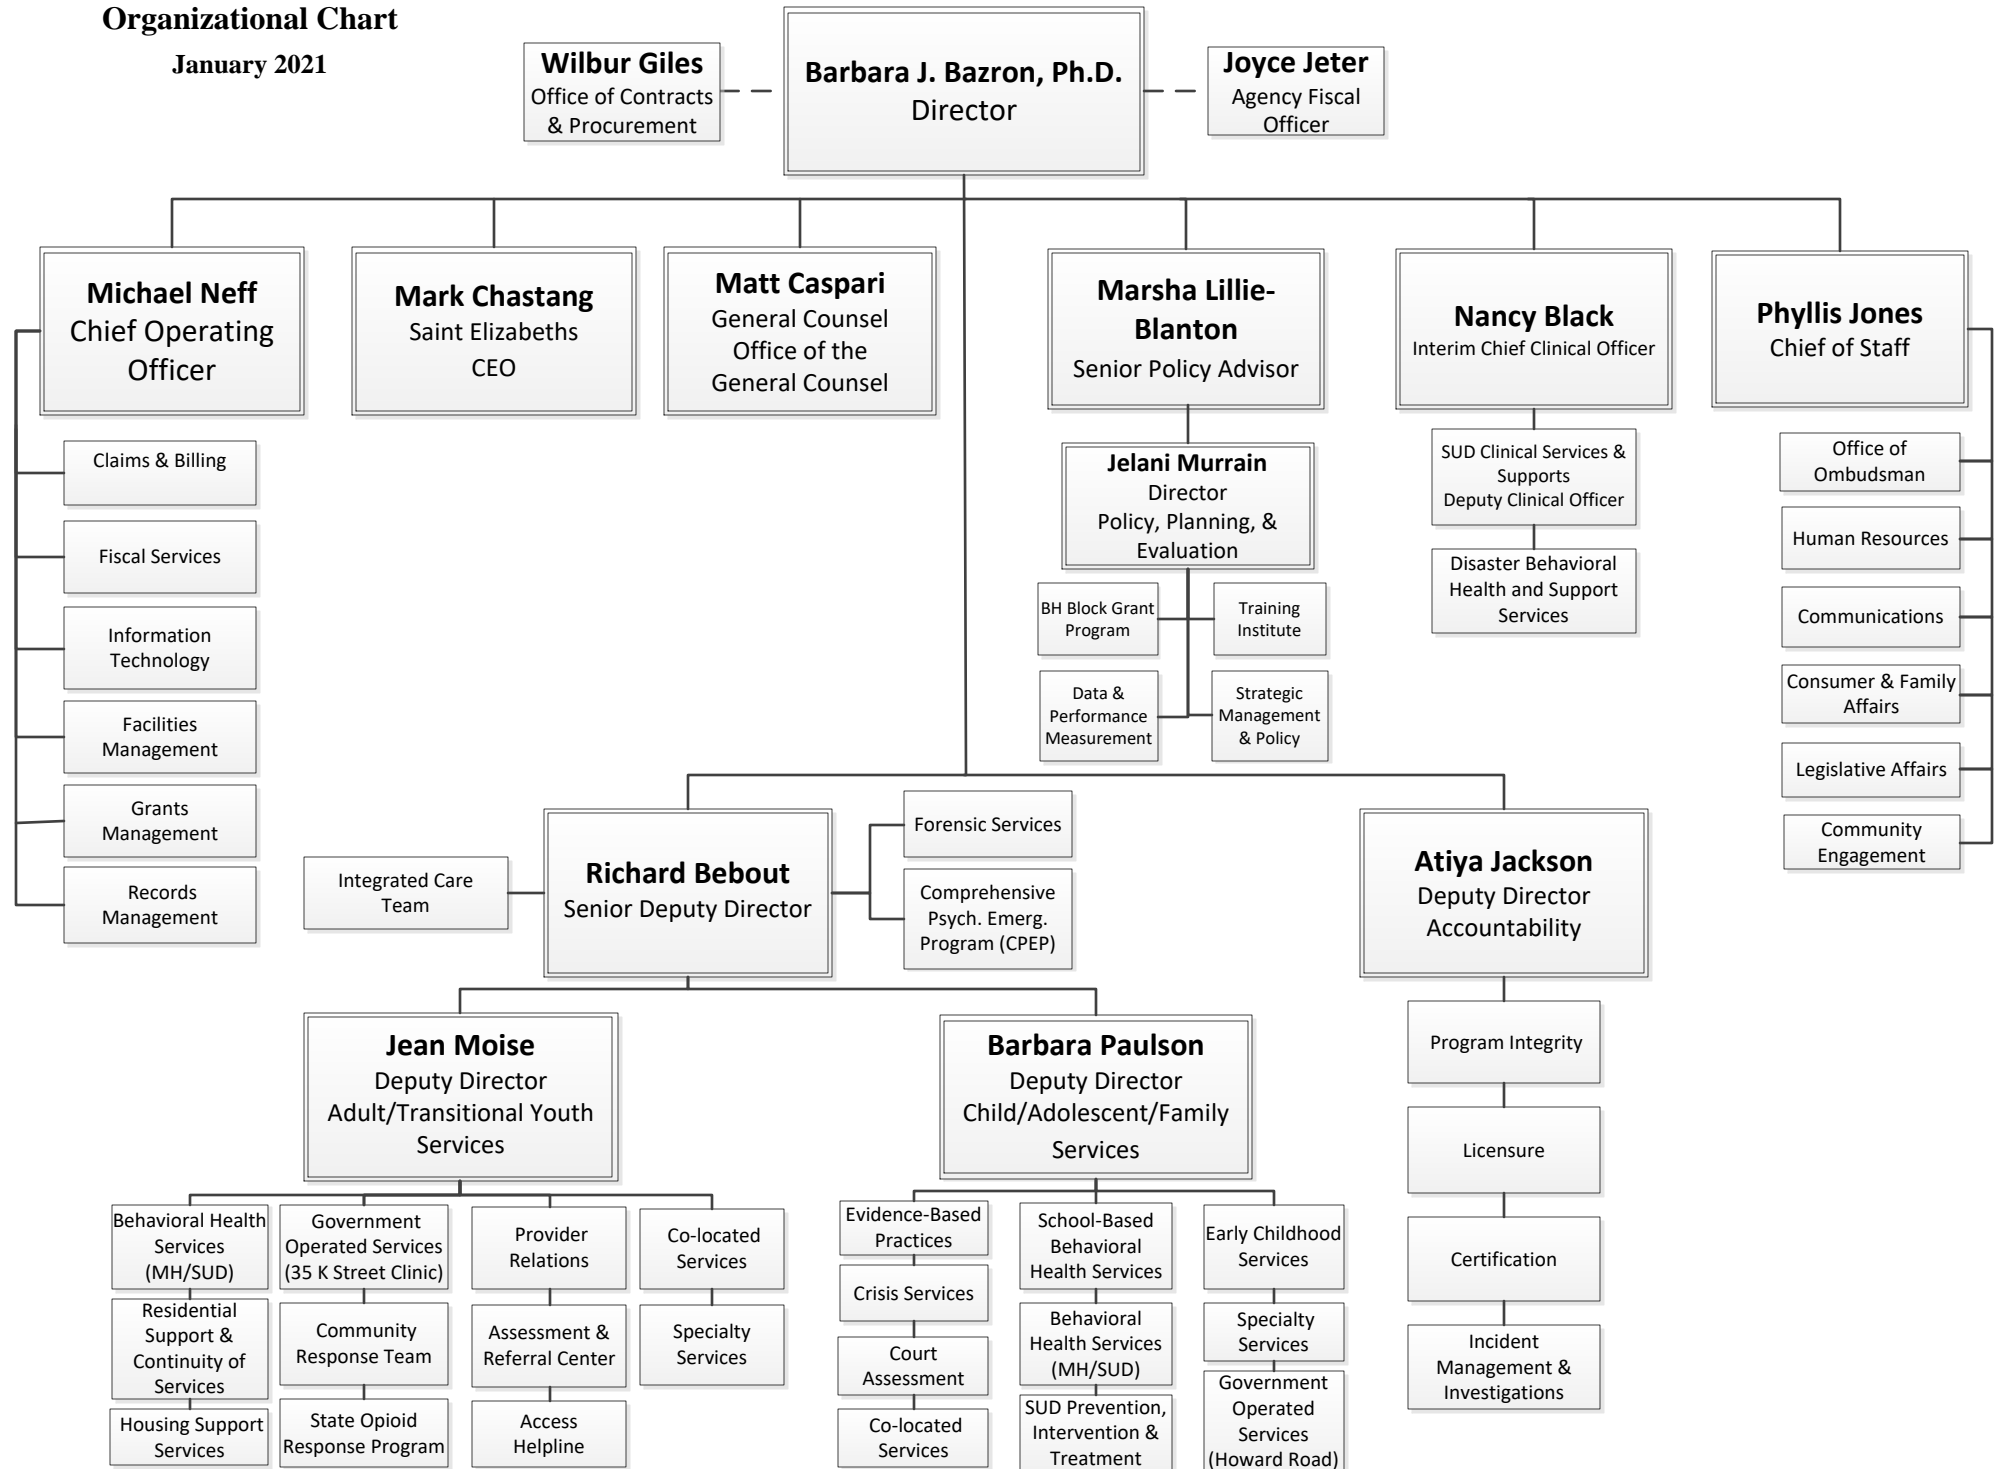 Organizational Chart
January 2021
Wilbur Giles
Office of Contracts
& Procurement
Barbara J. Bazron, Ph.D.
Director
Joyce Jeter
Agency Fiscal
Officer
Michael Neff
Chief Operating
Officer
Mark Chastang
Saint Elizabeths
CEO
Matt Caspari
General Counsel
Office of the
General Counsel
Marsha Lillie-
Blanton
Senior Policy Advisor
Nancy Black
Interim Chief Clinical Officer
Phyllis Jones
Chief of Staff
Claims & Billing
Fiscal Services
Information
Technology
Facilities
Management
Grants
Management
Records
Management
Jelani Murrain
Director
Policy, Planning, &
Evaluation
BH Block Grant
Program
Training
Institute
Data &
Performance
Measurement
Strategic
Management
& Policy
SUD Clinical Services &
Supports
Deputy Clinical Officer
Disaster Behavioral
Health and Support
Services
Office of
Ombudsman
Human Resources
Communications
Consumer & Family
Affairs
Legislative Affairs
Community
Engagement
Integrated Care
Team
Richard Bebout
Senior Deputy Director
Forensic Services
Comprehensive
Psych. Emerg.
Program (CPEP)
Atiya Jackson
Deputy Director
Accountability
Jean Moise
Deputy Director
Adult/Transitional Youth
Services
Barbara Paulson
Deputy Director
Child/Adolescent/Family
Services
Program Integrity
Licensure
Certification
Incident
Management &
Investigations
Behavioral Health
Services
(MH/SUD)
Residential
Support &
Continuity of
Services
Housing Support
Services
Government
Operated Services
(35 K Street Clinic)
Community
Response Team
State Opioid
Response Program
Provider
Relations
Assessment &
Referral Center
Access
Helpline
Co-located
Services
Specialty
Services
Evidence-Based
Practices
Crisis Services
Court
Assessment
Co-located
Services
School-Based
Behavioral
Health Services
Behavioral
Health Services
(MH/SUD)
SUD Prevention,
Intervention &
Treatment
Early Childhood
Services
Specialty
Services
Government
Operated
Services
(Howard Road)